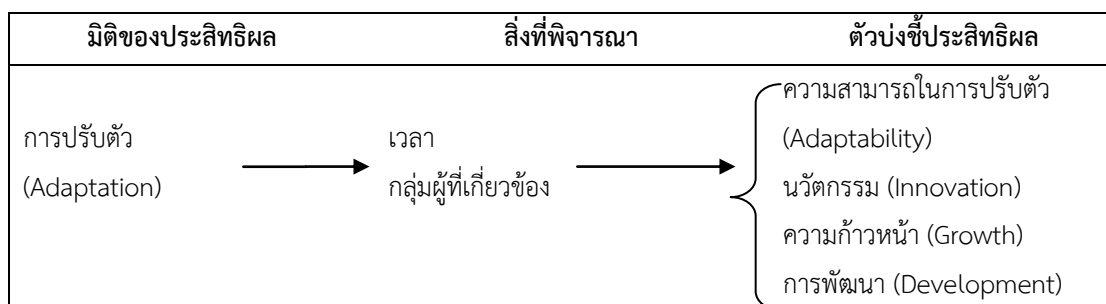 มิติของประสิทธิผล สิ่งที่พิจารณา ตัวบ่งชี้ประสิทธิผล
การปรับตัว
(Adaptation)
เวลา
กลุ่มผู้ที่เกี่ยวข้อง
ความสามารถในการปรับตัว
(Adaptability)
นวัตกรรม (Innovation)
ความก้าวหน้า (Growth)
การพัฒนา (Development)